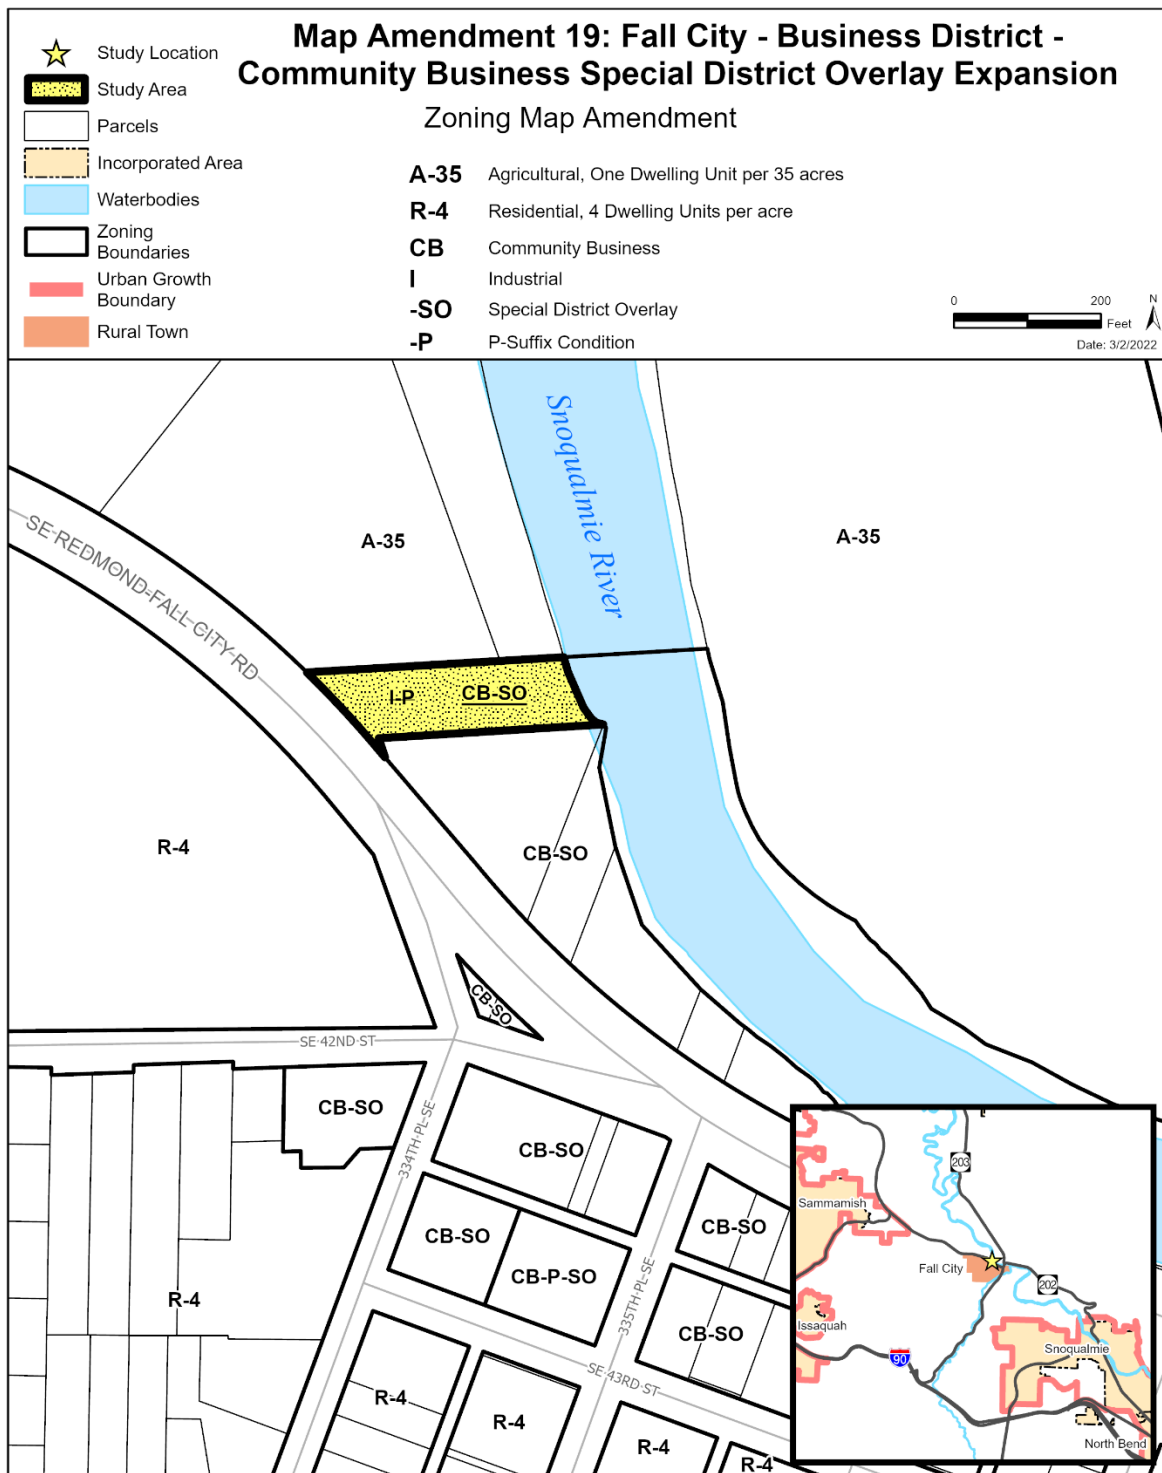 Map Amendment 19: Fall City - Business District -
Community Business Special District Overlay Expansion
Zoning Map Amendment
Study Location
Study Area
Parcels
Incorporated Area
Waterbodies
Zoning
Boundaries
Urban Growth
Boundary
Rural Town
A-35 Agricultural, One Dwelling Unit per 35 acres
R-4 Residential, 4 Dwelling Units per acre
CB Community Business
I Industrial
-SO Special District Overlay
-P P-Suffix Condition
0 200
Feet
N
Date: 3/2/2022
Snoqualmie River
SE REDMOND-FALL CITY RD
A-35
A-35
I-P
CB-SO
R-4
CB-SO
CB-SO
SE 42ND ST
CB-SO
334TH PL SE
CB-SO
CB-SO
CB-SO
CB-P-SO
335TH PL SE
R-4
CB-SO
SE 43RD ST
R-4
R-4
R-4
R-4
203
Sammamish
Fall City
202
Issaquah
90
Snoqualmie
North Bend